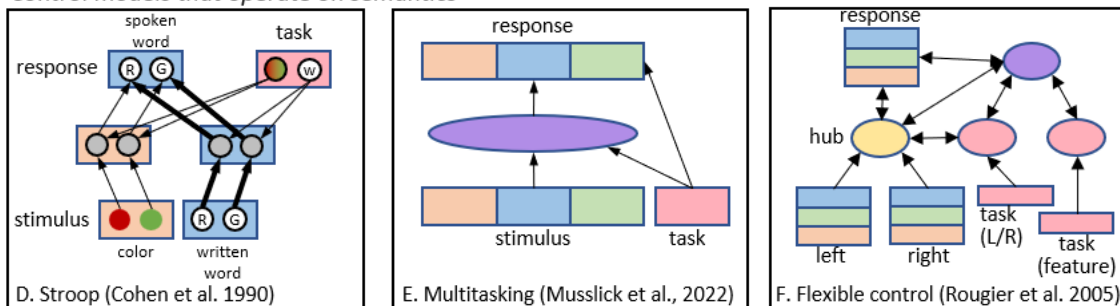 control models that operate on semantics
spoken
word
task
response
R
G
W
stimulus
R
G
color
written
word
D. Stroop (Cohen et al. 1990)
response
stimulus
task
E. Multitasking (Musslick et al., 2022)
response
hub
left
right
task
(L/R)
task
(feature)
F. Flexible control (Rougier et al. 2005)